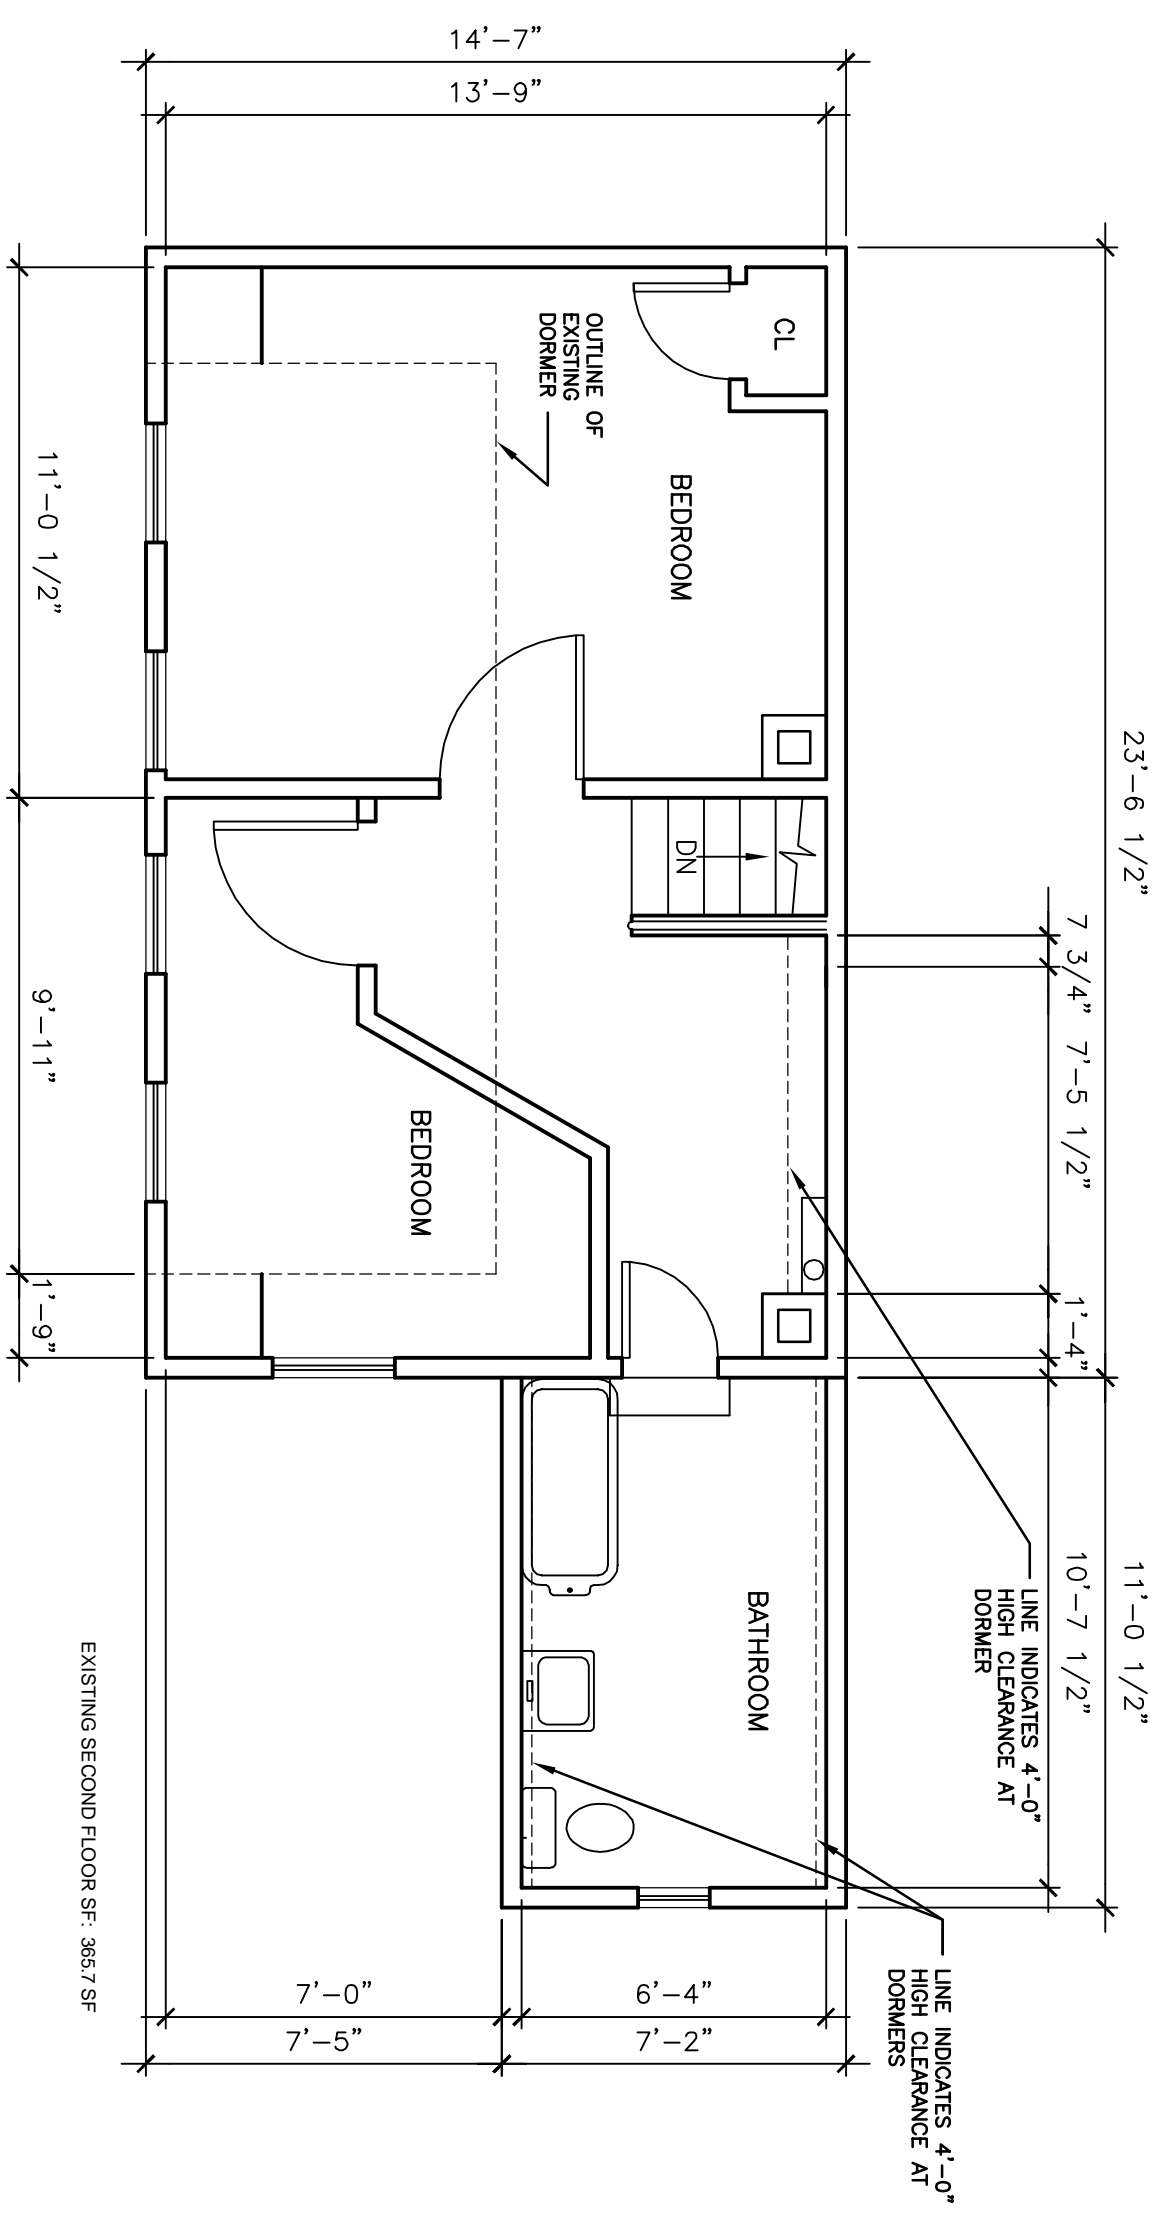 14'-7"
13'-9"
23'-6 1/2"
11'-0 1/2"
7 3/4"
7'-5 1/2"
1'-4"
10'-7 1/2"
LINE INDICATES 4'-0"
HIGH CLEARANCE AT
DORMER
LINE INDICATES 4'-0"
HIGH CLEARANCE AT
DORMERS
CL
BEDROOM
OUTLINE OF
EXISTING
DORMER
DN
BEDROOM
BATHROOM
11'-0 1/2"
9'-11"
1'-9"
6'-4"
7'-2"
7'-0"
7'-5"
EXISTING SECOND FLOOR SF: 365.7 SF